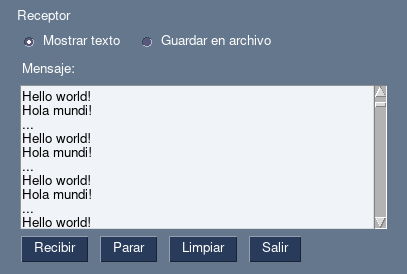 Receptor
Mostrar texto Guardar en archivo
Mensaje:
Hello world!
Hola mundi!
...
Hello world!
Hola mundi!
...
Hello world!
Hola mundi!
...
Hello world!
Recibir Parar Limpiar Salir